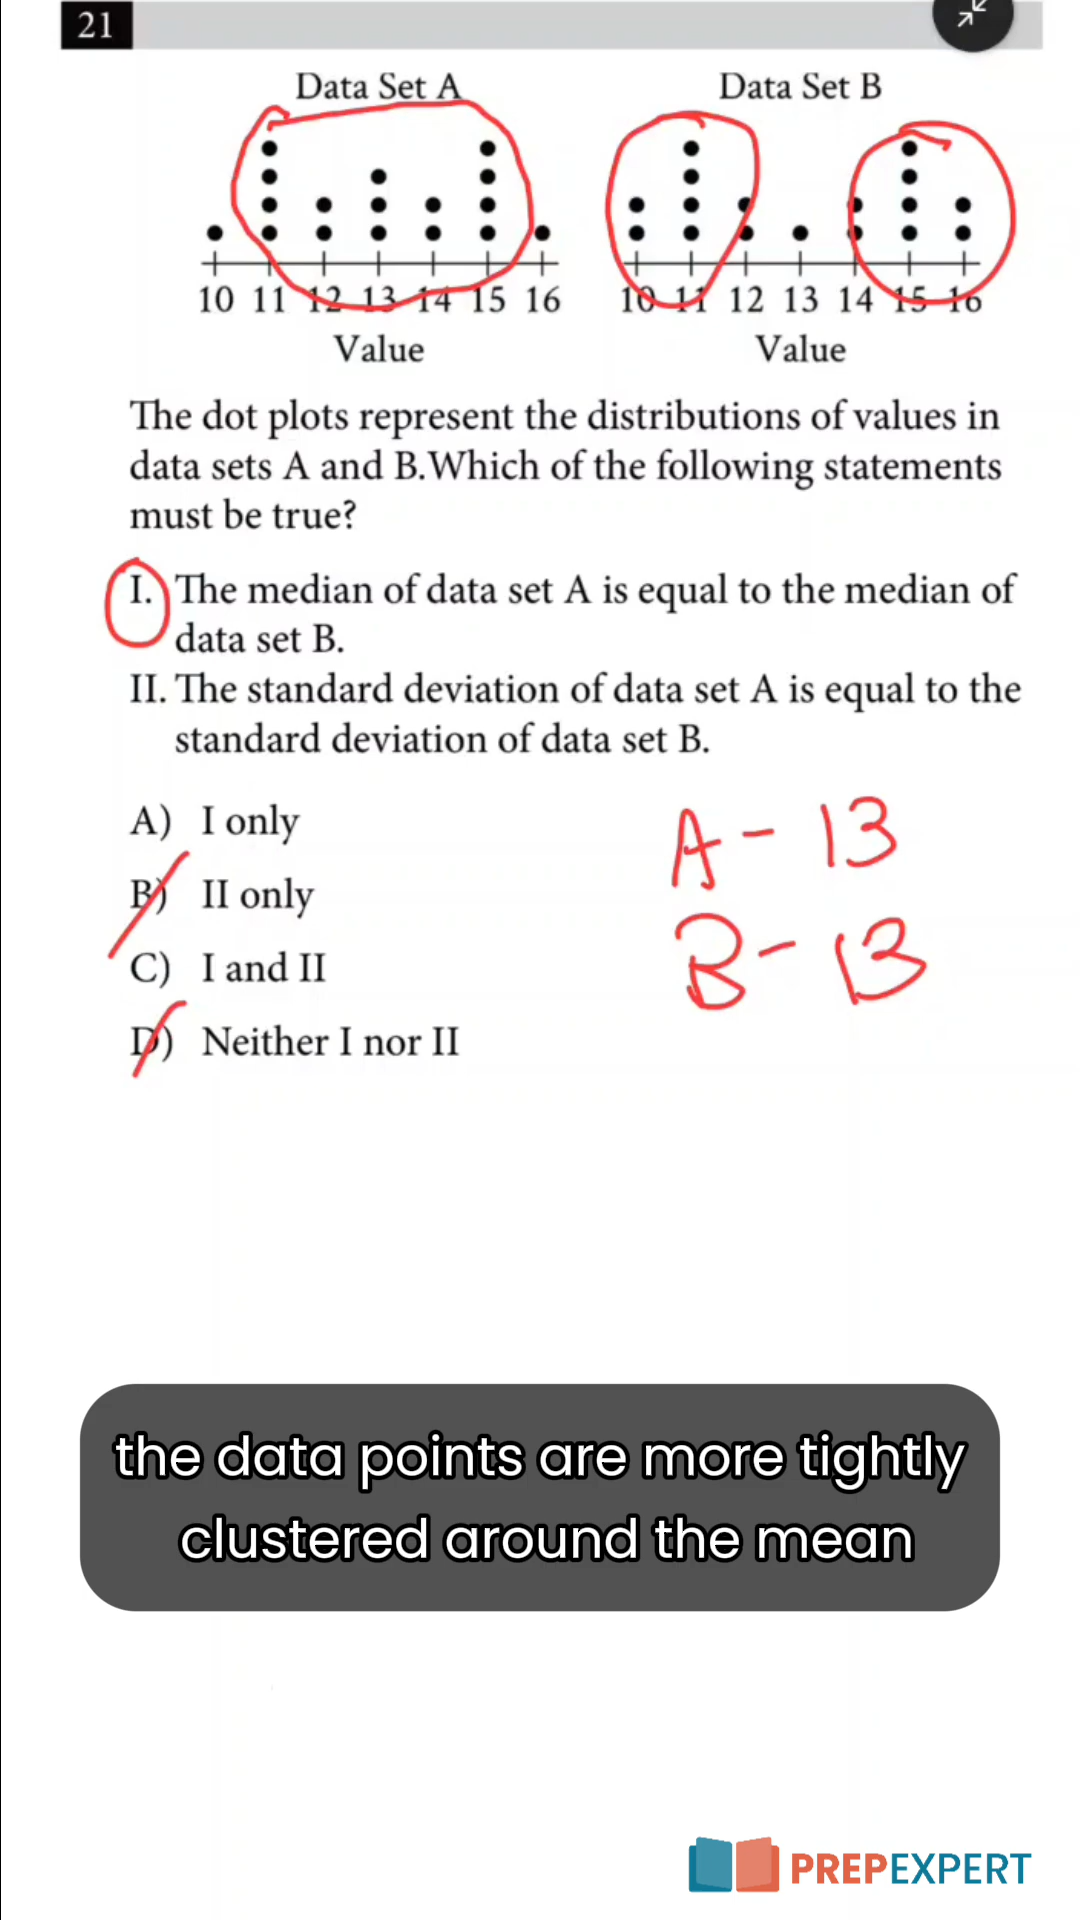 21
Data Set A Data Set B
10 11 12 13 14 15 16 10 11 12 13 14 15 16
Value Value
The dot plots represent the distributions of values in
data sets A and B.Which of the following statements
must be true?
I. The median of data set A is equal to the median of
data set B.
II. The standard deviation of data set A is equal to the
standard deviation of data set B.
A) I only
B) II only
C) I and II
D) Neither I nor II
A - 13
B - 13
the data points are more tightly
clustered around the mean
PREPEXPERT